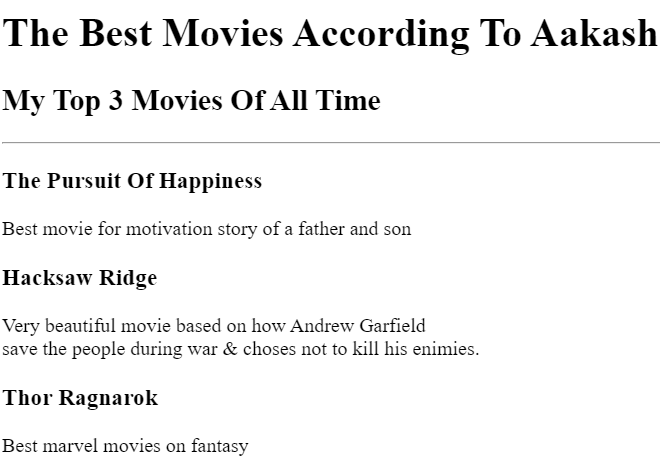 The Best Movies According To Aakash
My Top 3 Movies Of All Time
The Pursuit Of Happiness
Best movie for motivation story of a father and son
Hacksaw Ridge
Very beautiful movie based on how Andrew Garfield
save the people during war & choses not to kill his enimies.
Thor Ragnarok
Best marvel movies on fantasy